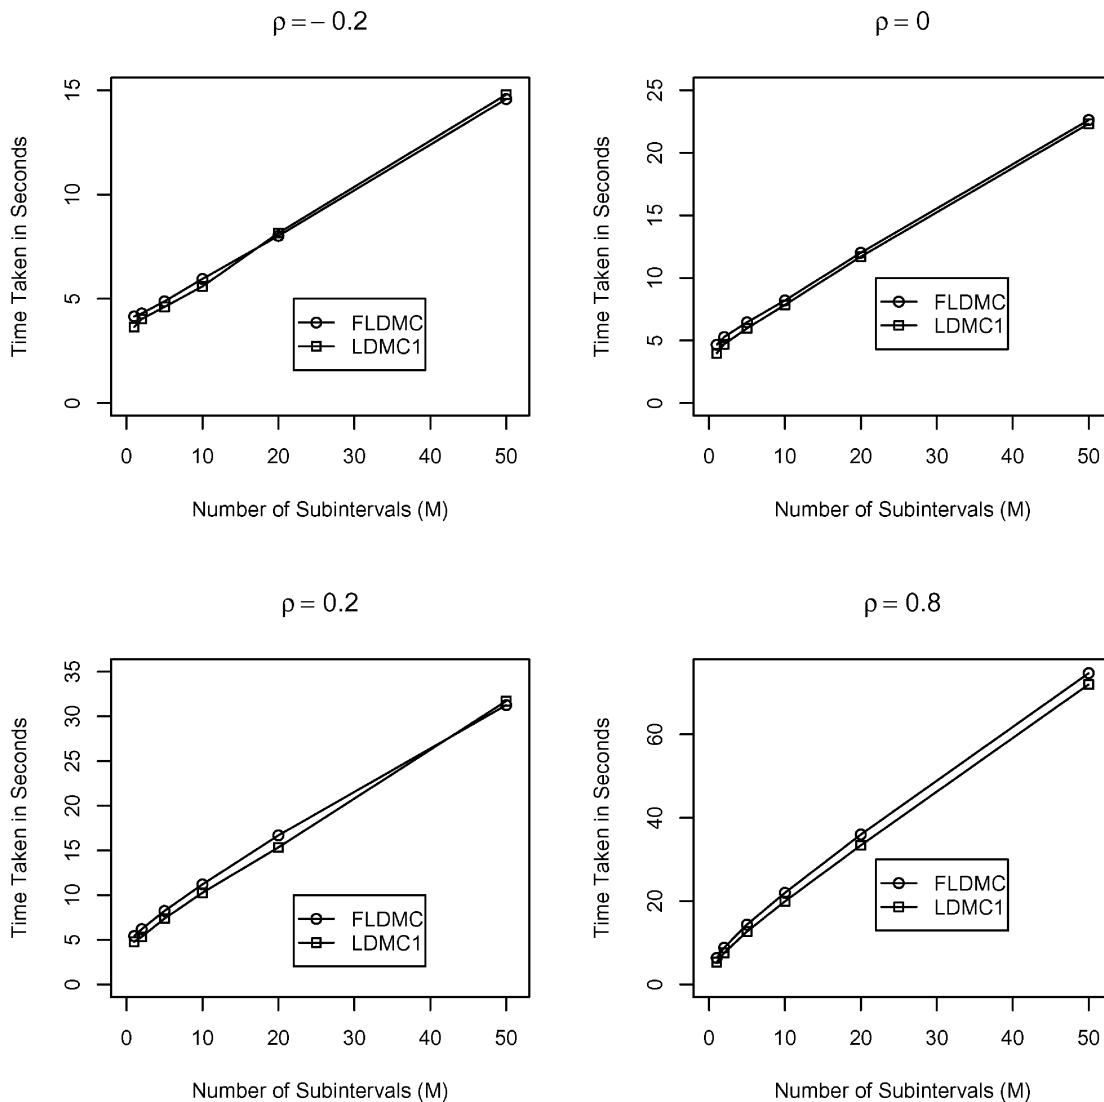 ρ = − 0.2
Time Taken in Seconds
15
10
5
0
FLDMC
LDMC1
0 10 20 30 40 50
Number of Subintervals (M)
ρ = 0
Time Taken in Seconds
25
20
15
10
5
0
FLDMC
LDMC1
0 10 20 30 40 50
Number of Subintervals (M)
ρ = 0.2
Time Taken in Seconds
35
30
25
20
15
10
5
0
FLDMC
LDMC1
0 10 20 30 40 50
Number of Subintervals (M)
ρ = 0.8
Time Taken in Seconds
60
40
20
0
FLDMC
LDMC1
0 10 20 30 40 50
Number of Subintervals (M)